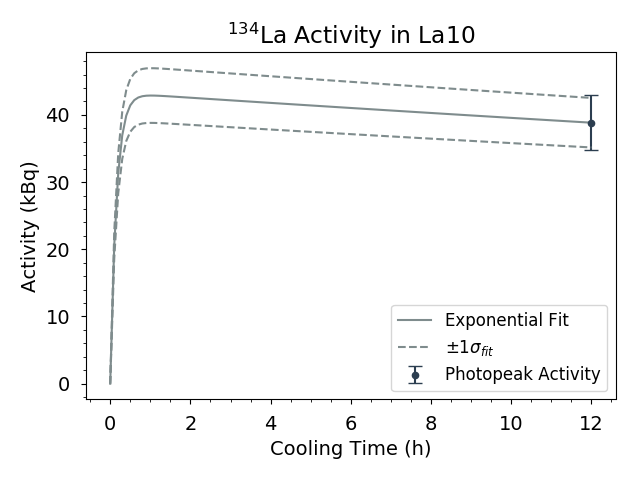 ¹³⁴La Activity in La10
Activity (kBq)
40
30
20
10
0
0 2 4 6 8 10 12
Cooling Time (h)
Exponential Fit
±1σfit
Photopeak Activity